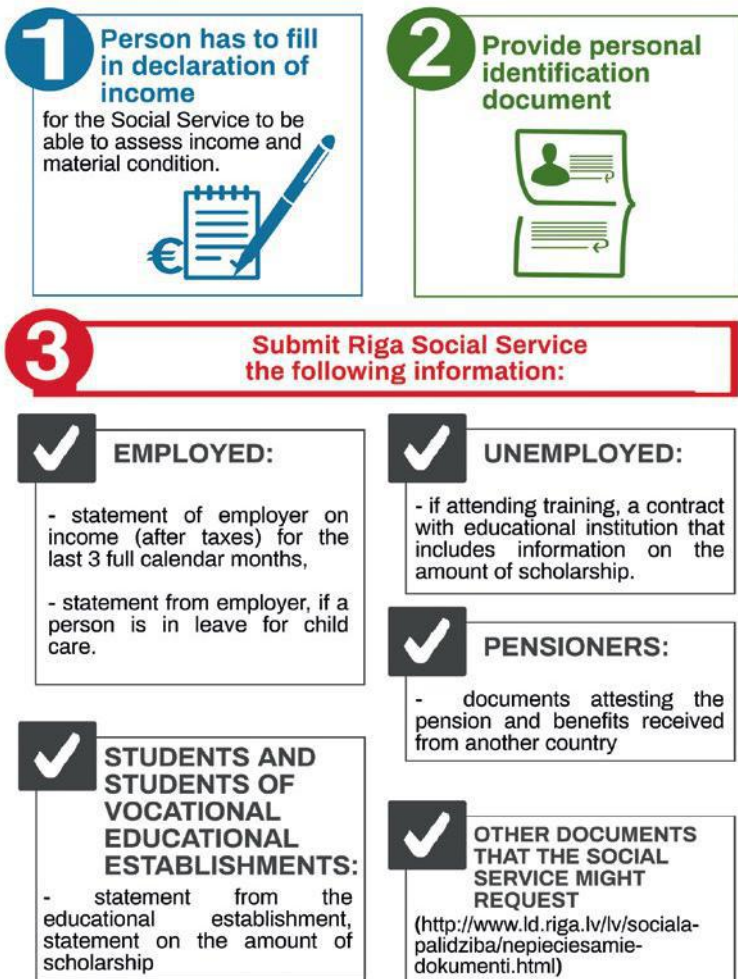 1
Person has to fill
in declaration of
income
for the Social Service to be
able to assess income and
material condition.
€
2
Provide personal
identification
document
3
Submit Riga Social Service
the following information:
EMPLOYED:
- statement of employer on
income (after taxes) for the
last 3 full calendar months,
- statement from employer, if a
person is in leave for child
care.
UNEMPLOYED:
- if attending training, a contract
with educational institution that
includes information on the
amount of scholarship.
PENSIONERS:
- documents attesting the
pension and benefits received
from another country
STUDENTS AND
STUDENTS OF
VOCATIONAL
EDUCATIONAL
ESTABLISHMENTS:
- statement from the
educational establishment,
statement on the amount of
scholarship
OTHER DOCUMENTS
THAT THE SOCIAL
SERVICE MIGHT
REQUEST
(http://www.ld.riga.lv/lv/sociala-
palidziba/nepieciesamie-
dokumenti.html)